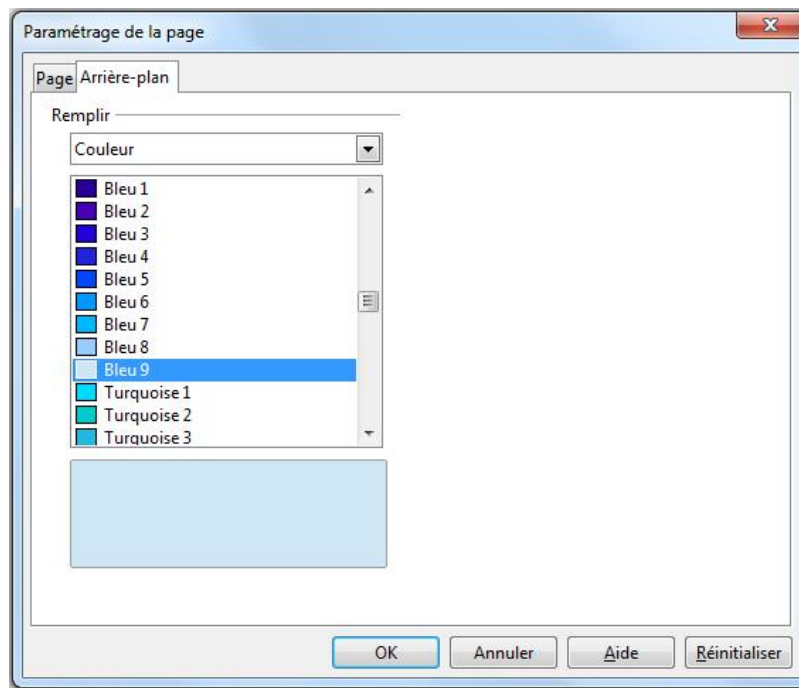 Paramétrage de la page
Page Arrière-plan
Remplir
Couleur
Bleu 1
Bleu 2
Bleu 3
Bleu 4
Bleu 5
Bleu 6
Bleu 7
Bleu 8
Bleu 9
Turquoise 1
Turquoise 2
Turquoise 3
OK Annuler Aide Réinitialiser